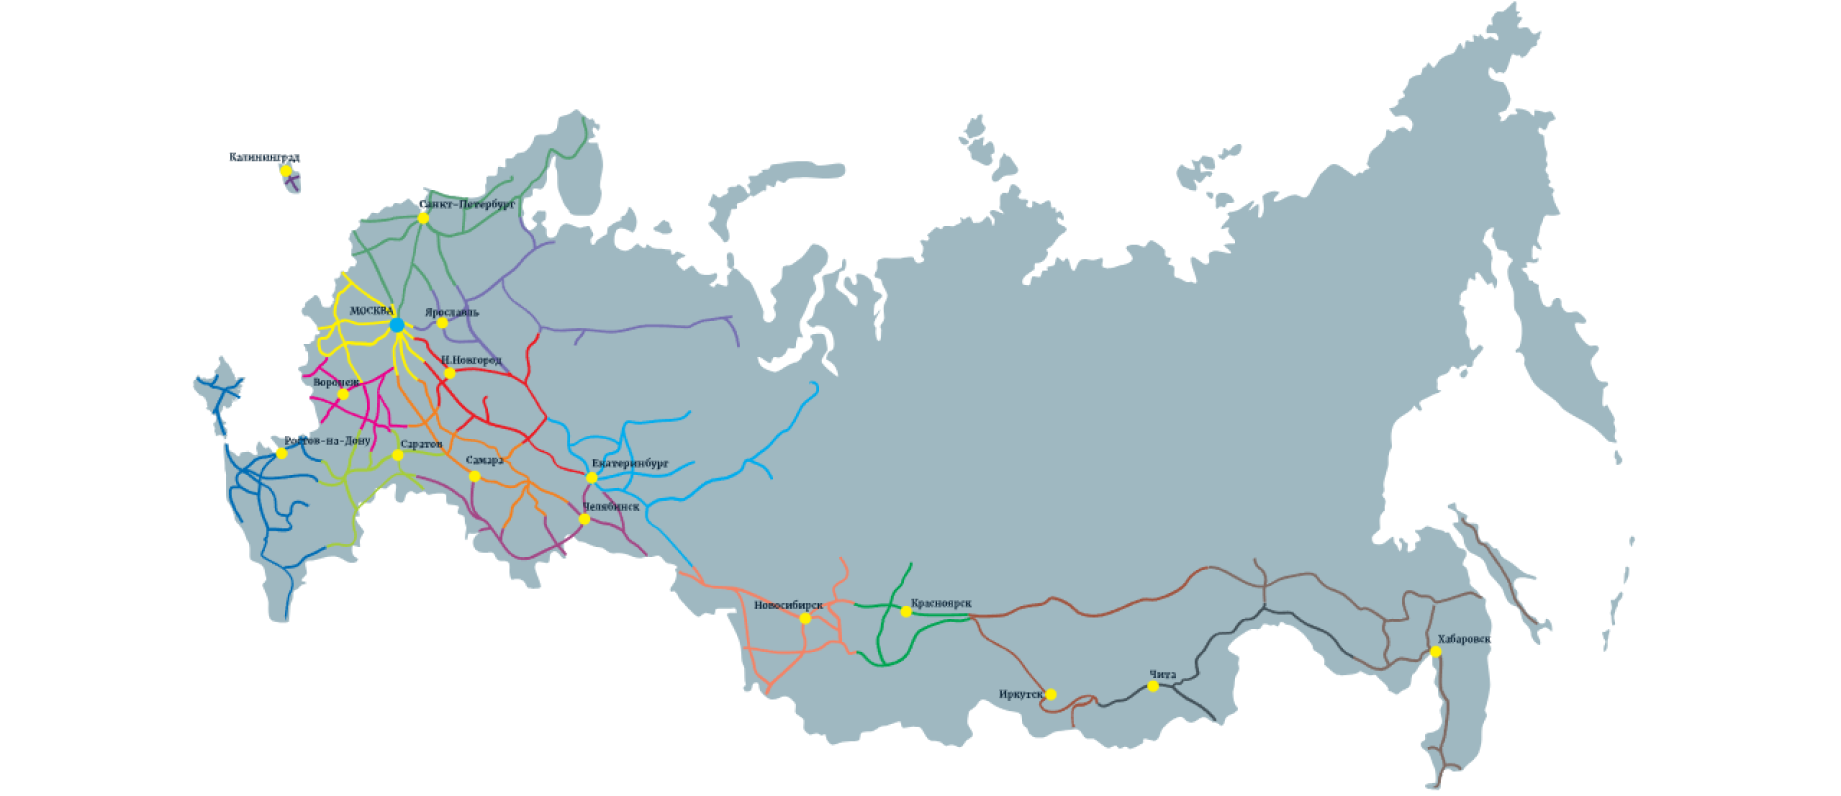 Калининград
Санкт-Петербург
МОСКВА
Ярославль
Н.Новгород
Воронеж
Ростов-на-Дону
Саратов
Самара
Екатеринбург
Челябинск
Новосибирск
Красноярск
Хабаровск
Чита
Иркутск